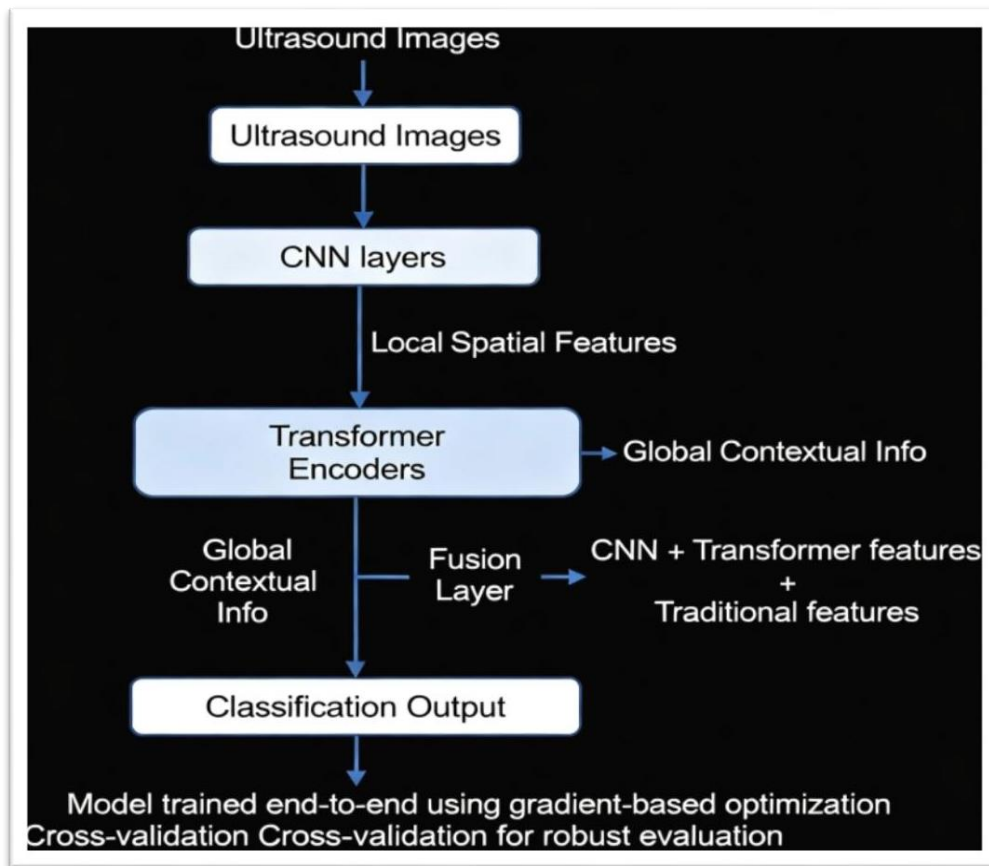 Ultrasound Images
Ultrasound Images
CNN layers
Local Spatial Features
Transformer
Encoders
Global Contextual Info
Global
Contextual
Info
Fusion
Layer
CNN + Transformer features
+
Traditional features
Classification Output
Model trained end-to-end using gradient-based optimization
Cross-validation Cross-validation for robust evaluation